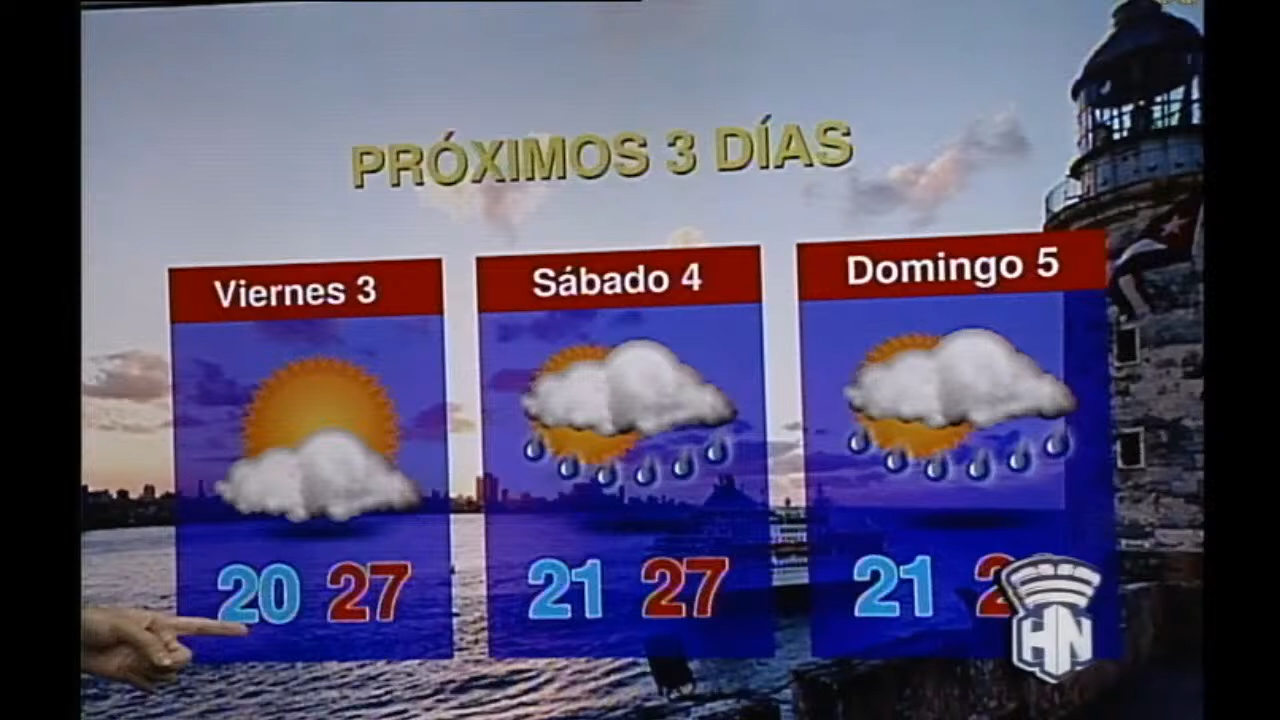 PRÓXIMOS 3 DÍAS
Viernes 3
Sábado 4
Domingo 5
20 27
21 27
21
HN